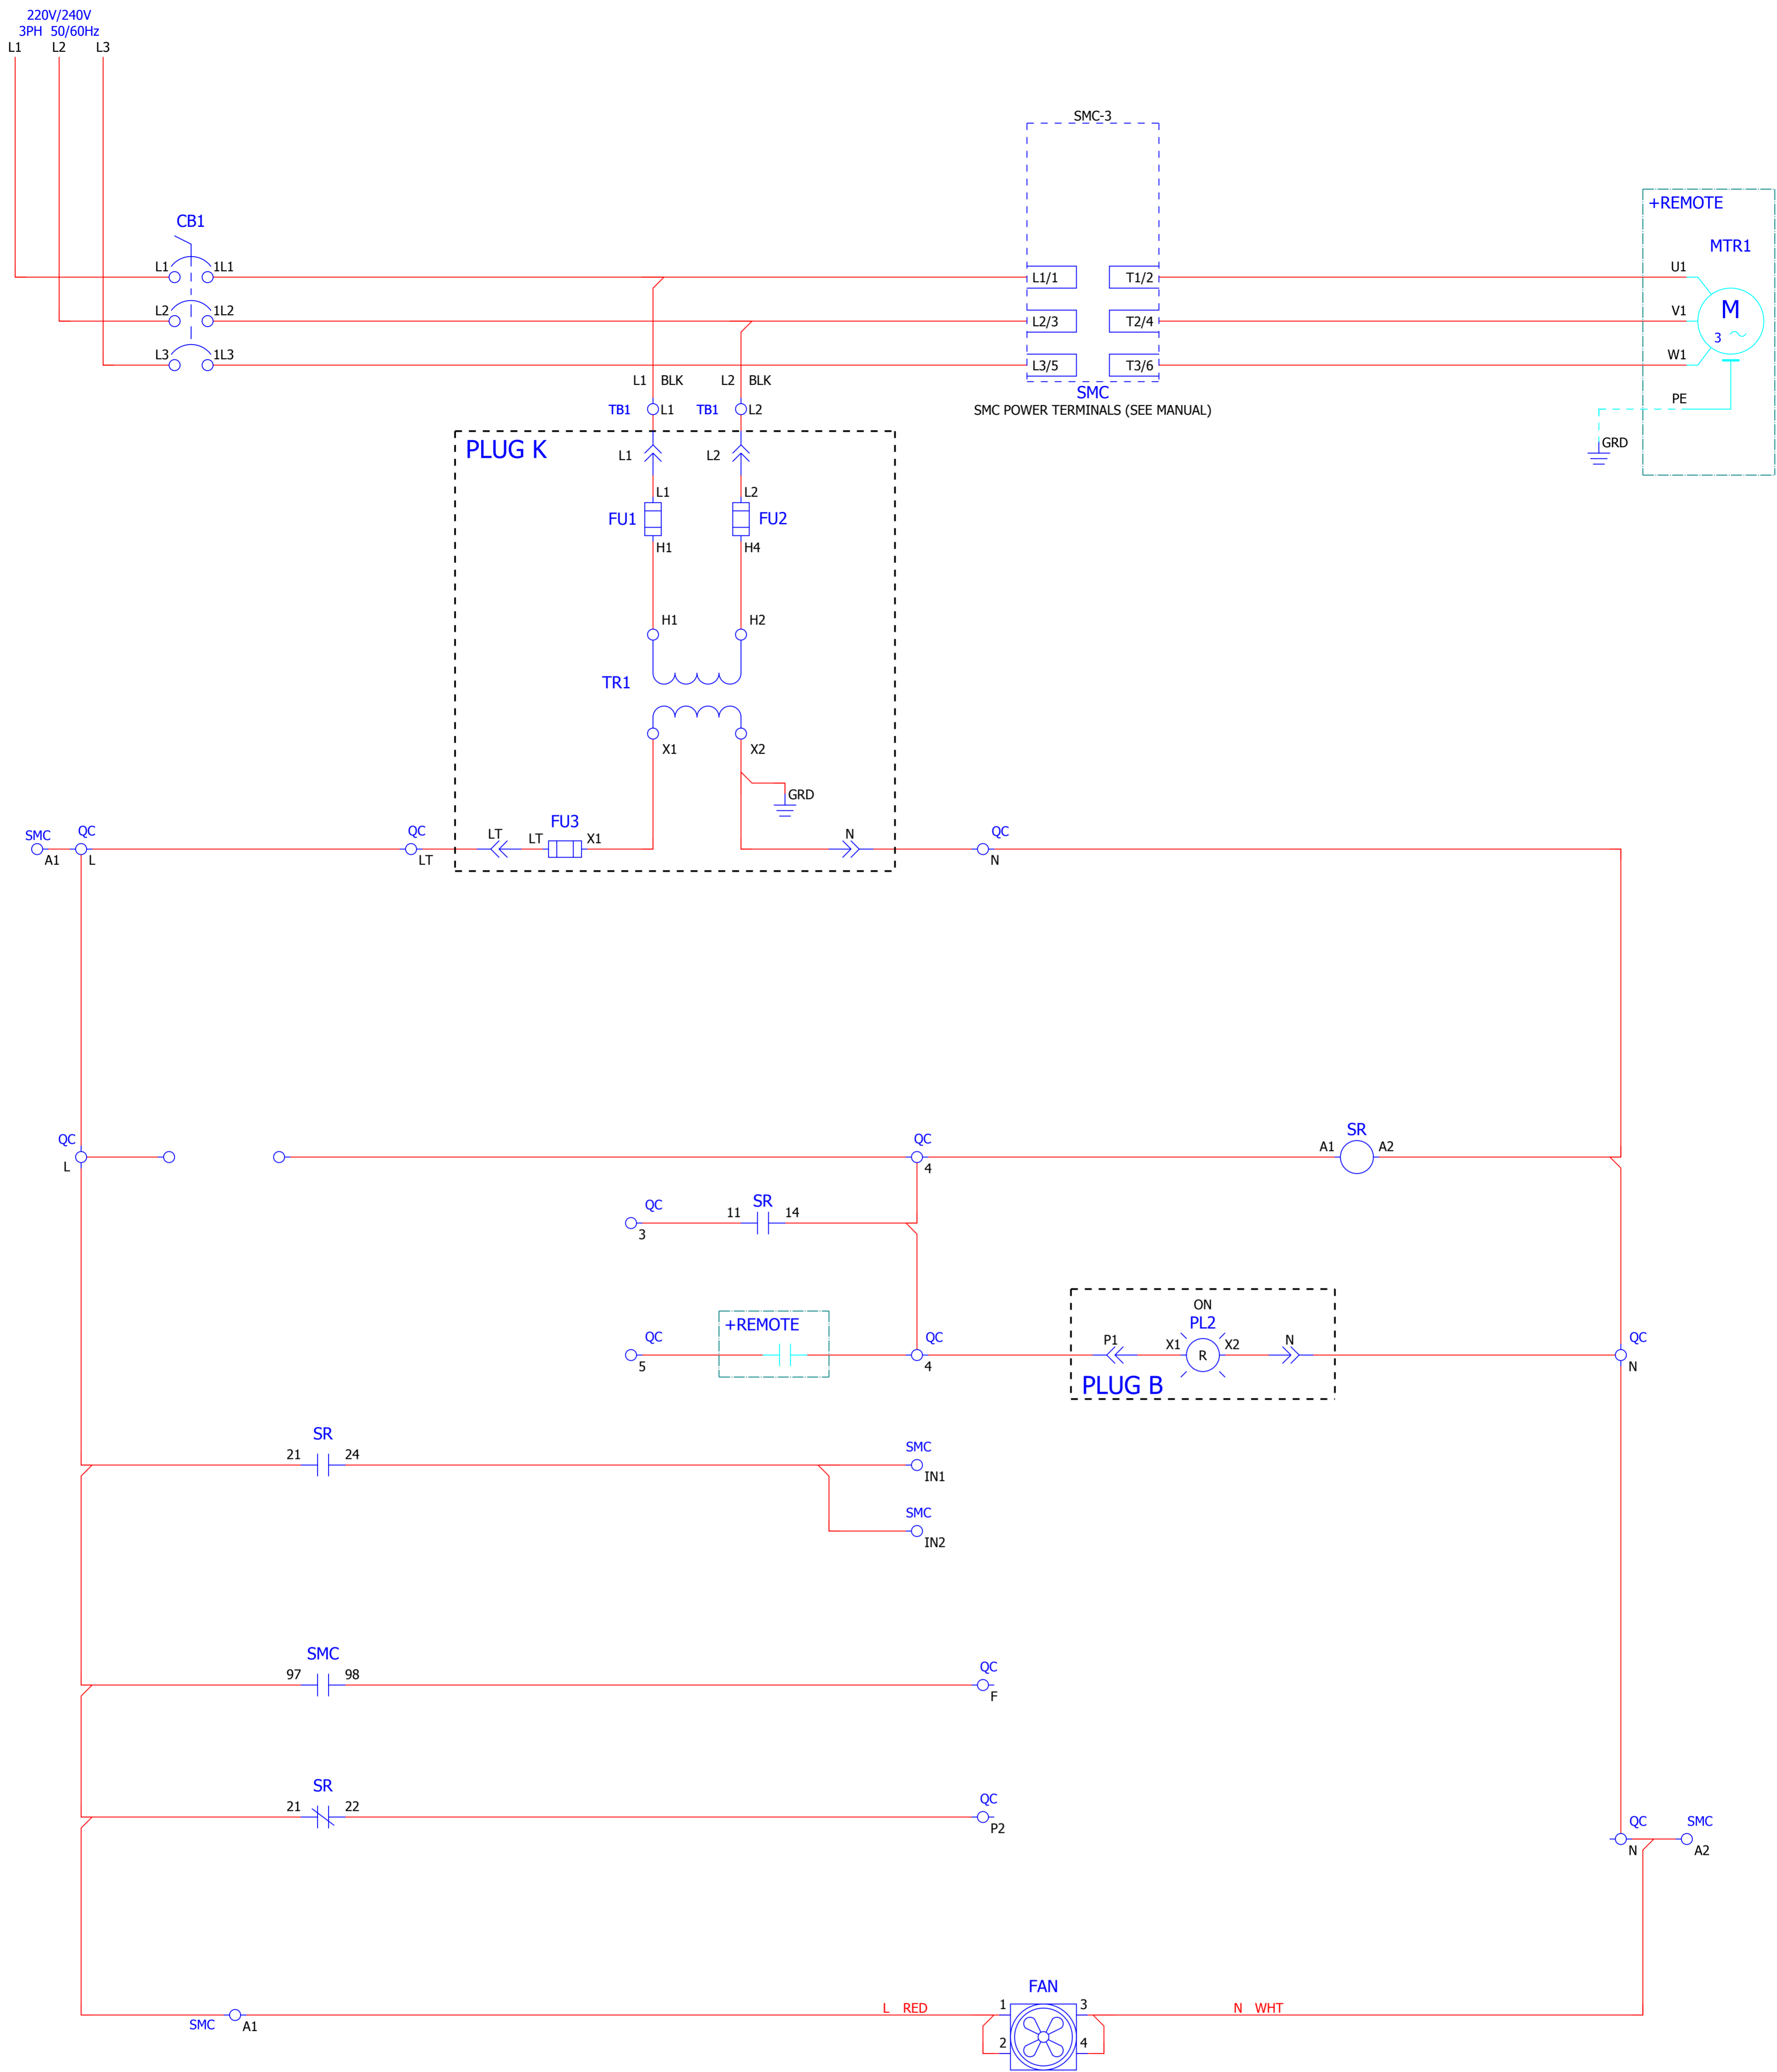 220V/240V
3PH 50/60Hz
L1 L2 L3
SMC-3
+REMOTE
CB1
MTR1
L1 1L1 L1/1 T1/2 U1
L2 1L2 L2/3 T2/4 V1 M
3
L3 1L3 L3/5 T3/6 W1
L1 BLK L2 BLK
SMC
TB1 L1 TB1 L2
SMC POWER TERMINALS (SEE MANUAL)
PE
GRD
PLUG K
L1 L2
L1 L2
FU1 FU2
H1 H4
H1 H2
TR1
X1 X2
GRD
FU3
SMC QC QC LT LT X1 N QC
A1 L LT N
QC QC SR
A1 A2
L 4
QC SR
11 14
3
ON
+REMOTE PL2
QC QC P1 X1 X2 N QC
R
5 4 N
PLUG B
SR SMC
21 24
IN1
SMC
IN2
SMC QC
97 98
F
SR QC
21 22
P2
QC SMC
N A2
FAN
L RED 1 3 N WHT
SMC A1
2 4